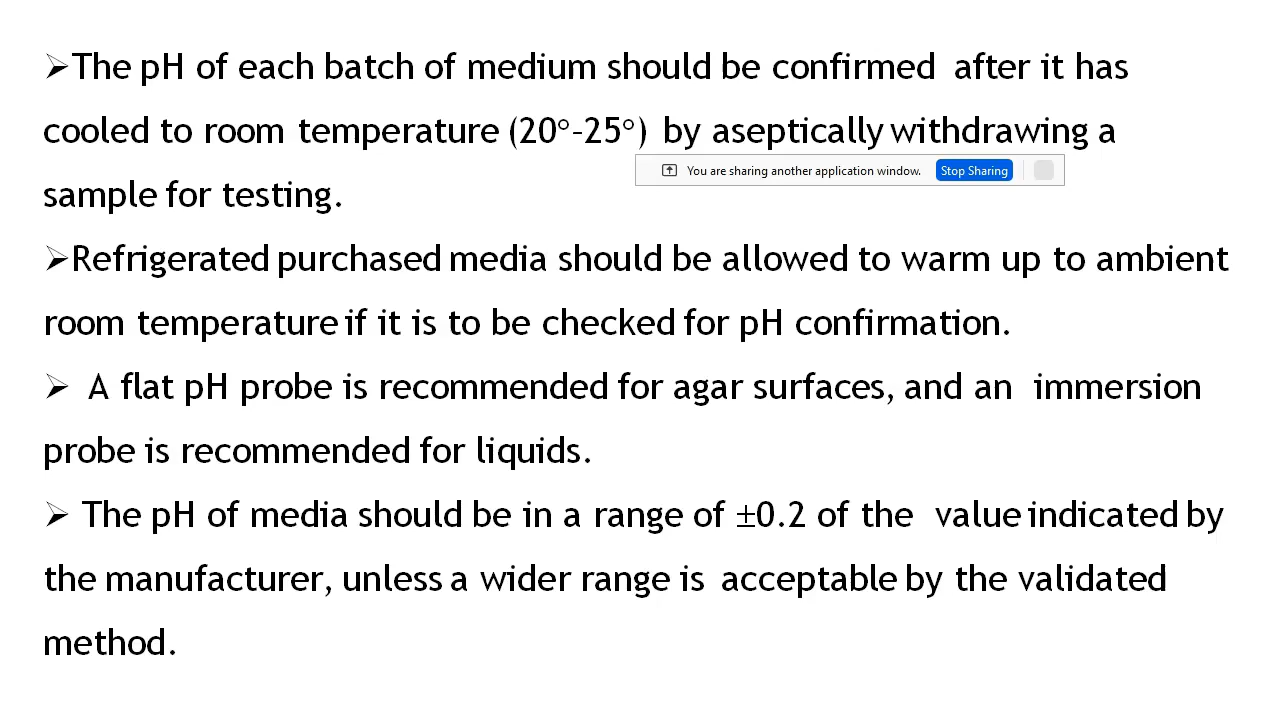 ➢The pH of each batch of medium should be confirmed after it has
cooled to room temperature (20°-25°) by aseptically withdrawing a
You are sharing another application window. Stop Sharing
sample for testing.
➢Refrigerated purchased media should be allowed to warm up to ambient
room temperature if it is to be checked for pH confirmation.
➢ A flat pH probe is recommended for agar surfaces, and an immersion
probe is recommended for liquids.
➢ The pH of media should be in a range of ±0.2 of the value indicated by
the manufacturer, unless a wider range is acceptable by the validated
method.